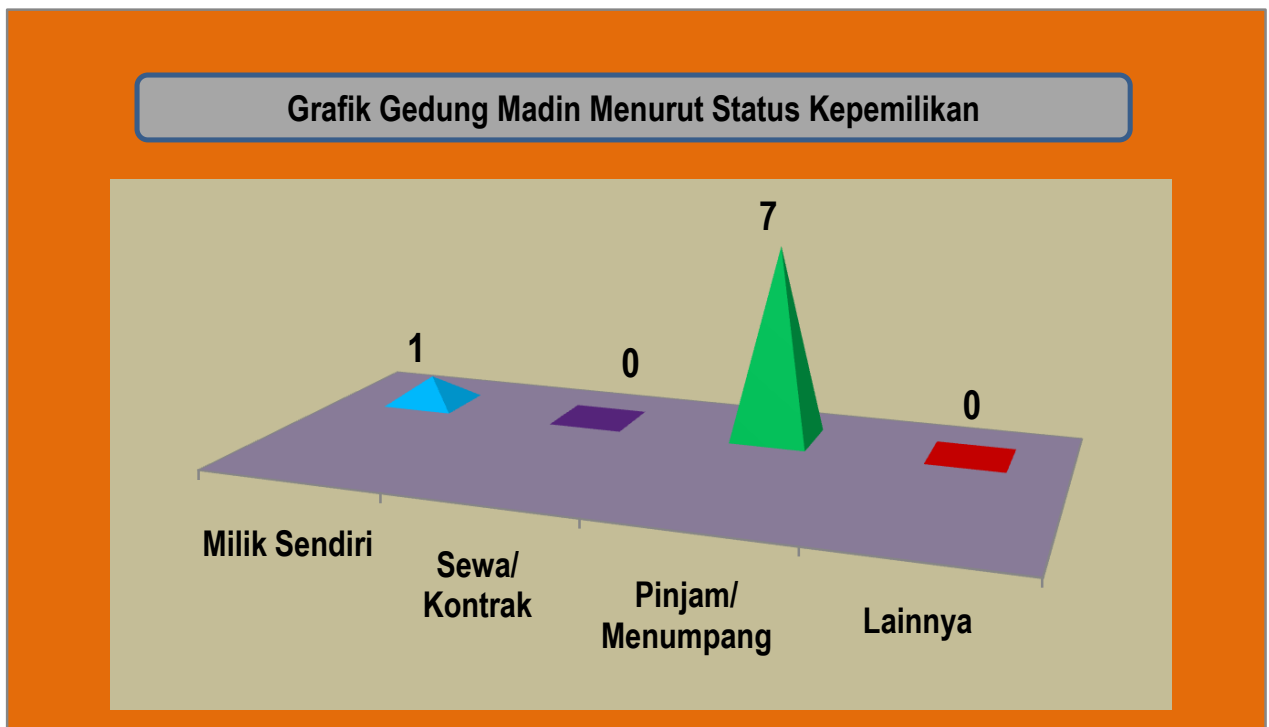 Grafik Gedung Madin Menurut Status Kepemilikan
7
1
0
0
Milik Sendiri
Sewa/
Kontrak
Pinjam/
Menumpang
Lainnya